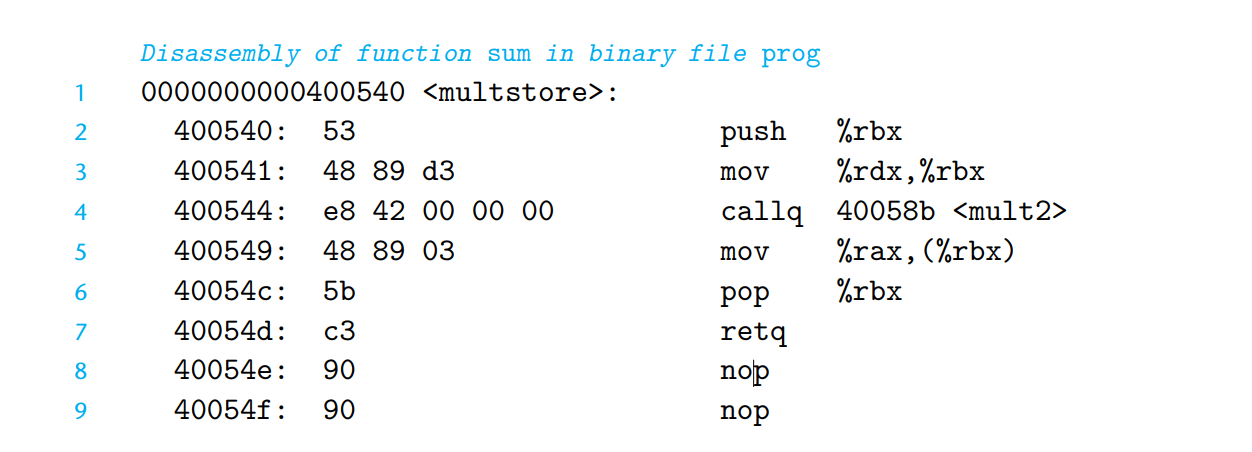 Disassembly of function sum in binary file prog
1 0000000000400540 <multstore>:
2 400540: 53 push %rbx
3 400541: 48 89 d3 mov %rdx,%rbx
4 400544: e8 42 00 00 00 callq 40058b <mult2>
5 400549: 48 89 03 mov %rax,(%rbx)
6 40054c: 5b pop %rbx
7 40054d: c3 retq
8 40054e: 90 nop
9 40054f: 90 nop